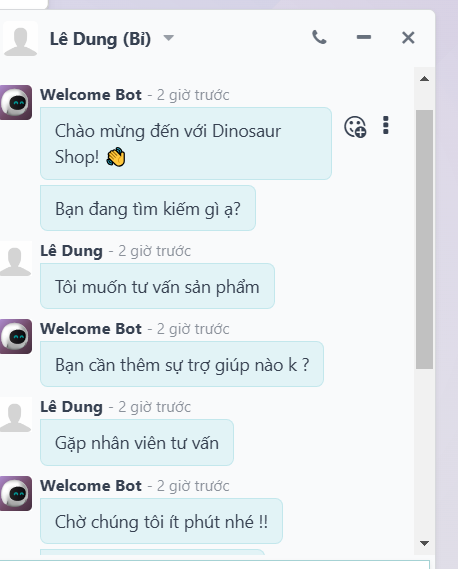 Lê Dung (Bỉ)
Welcome Bot - 2 giờ trước
Chào mừng đến với Dinosaur
Shop! 👋
Bạn đang tìm kiếm gì ạ?
Lê Dung - 2 giờ trước
Tôi muốn tư vấn sản phẩm
Welcome Bot - 2 giờ trước
Bạn cần thêm sự trợ giúp nào k ?
Lê Dung - 2 giờ trước
Gặp nhân viên tư vấn
Welcome Bot - 2 giờ trước
Chờ chúng tôi ít phút nhé !!